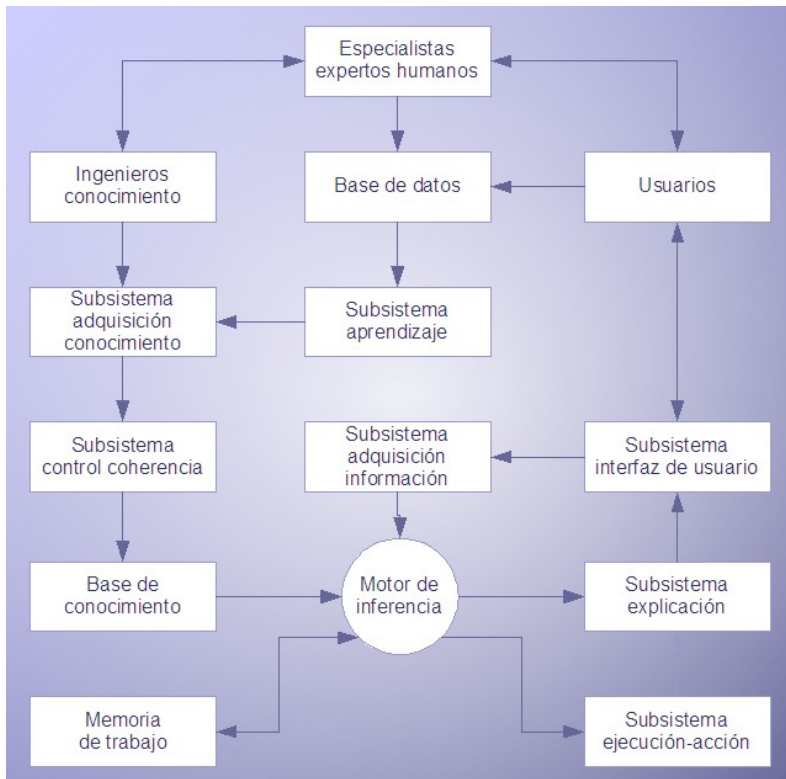 Especialistas
expertos humanos
Ingenieros
conocimiento
Base de datos
Usuarios
Subsistema
adquisición
conocimiento
Subsistema
aprendizaje
Subsistema
control coherencia
Subsistema
adquisición
información
Subsistema
interfaz de usuario
Base de
conocimiento
Motor de
inferencia
Subsistema
explicación
Memoria
de trabajo
Subsistema
ejecución-acción